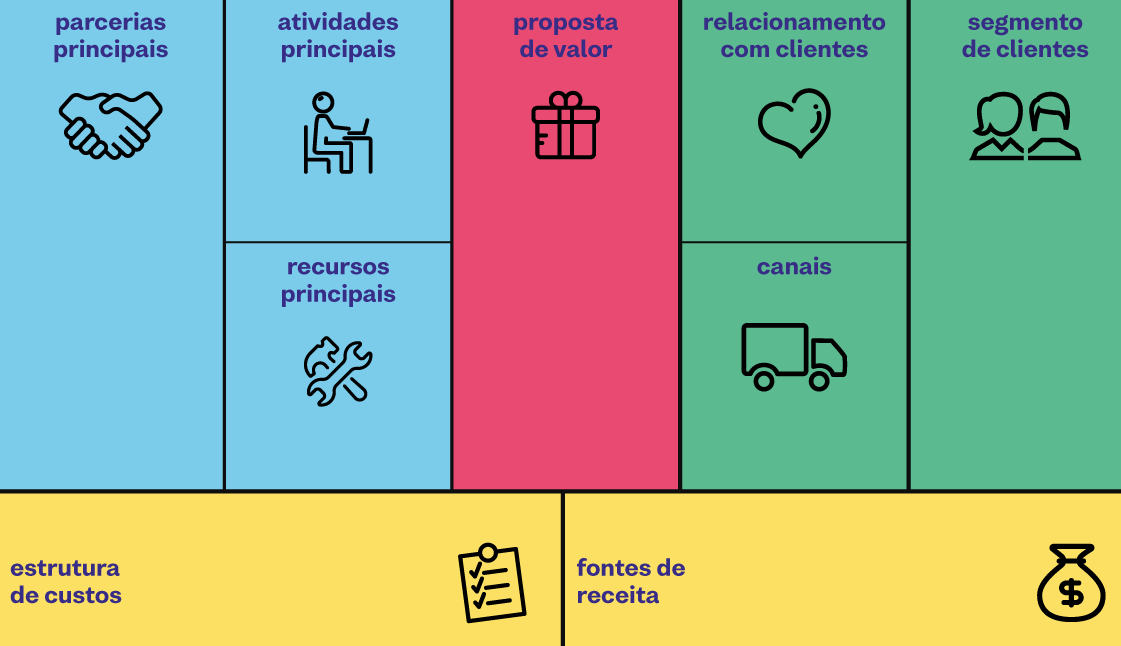 parcerias
principais
atividades
principais
recursos
principais
proposta
de valor
relacionamento
com clientes
canais
segmento
de clientes
estrutura
de custos
fontes de
receita
$